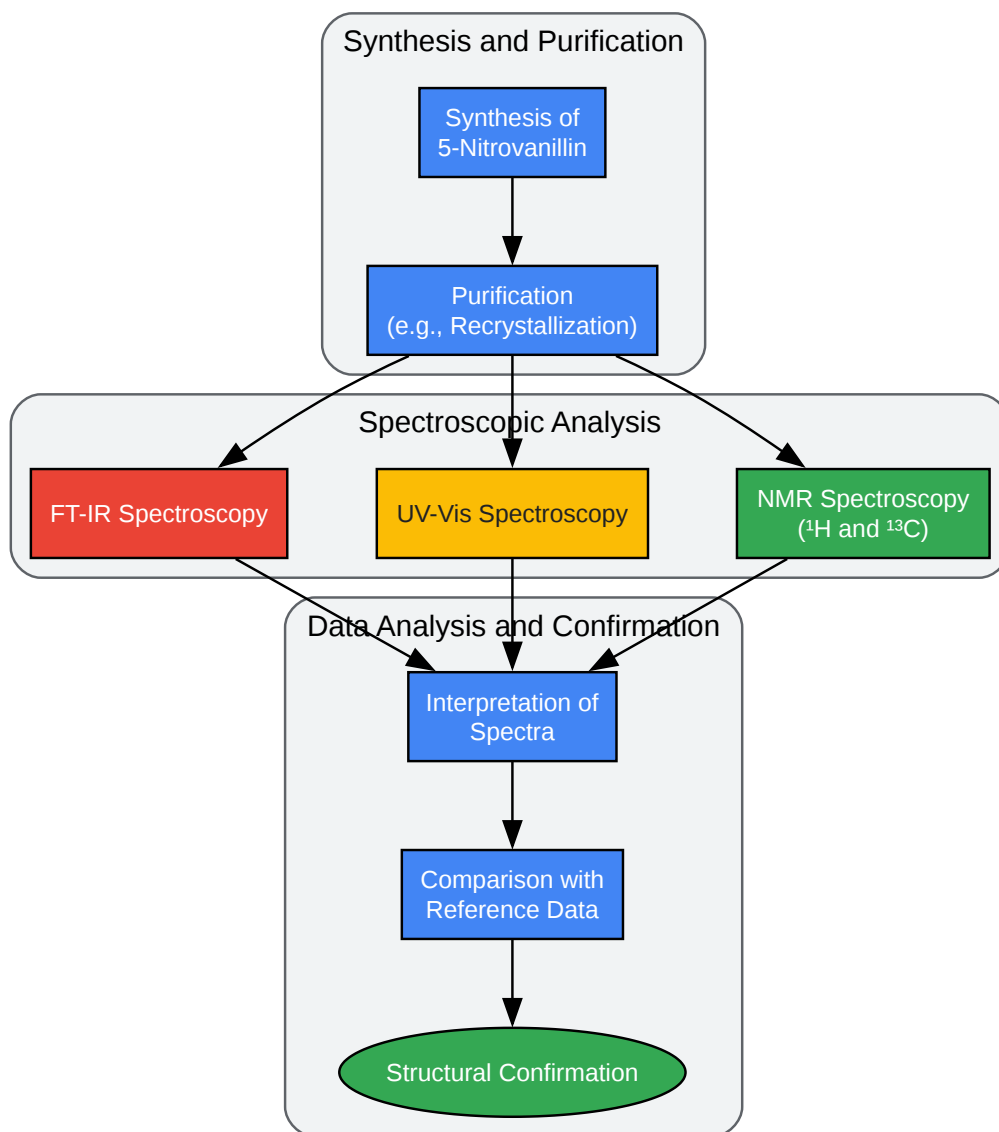 Synthesis and Purification
Synthesis of
5-Nitrovanillin
Purification
(e.g., Recrystallization)
Spectroscopic Analysis
FT-IR Spectroscopy
UV-Vis Spectroscopy
NMR Spectroscopy
(¹H and ¹³C)
Data Analysis and Confirmation
Interpretation of
Spectra
Comparison with
Reference Data
Structural Confirmation